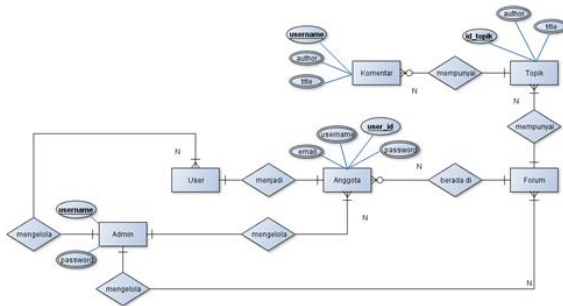 author
username
id_topik
title
author
Komentar
mempunyai
Topik
title
N
username
user_id
mempunyai
N
email
password
N
User
menjadi
Anggota
berada di
Forum
username
N
mengelola
Admin
mengelola
password
mengelola
N